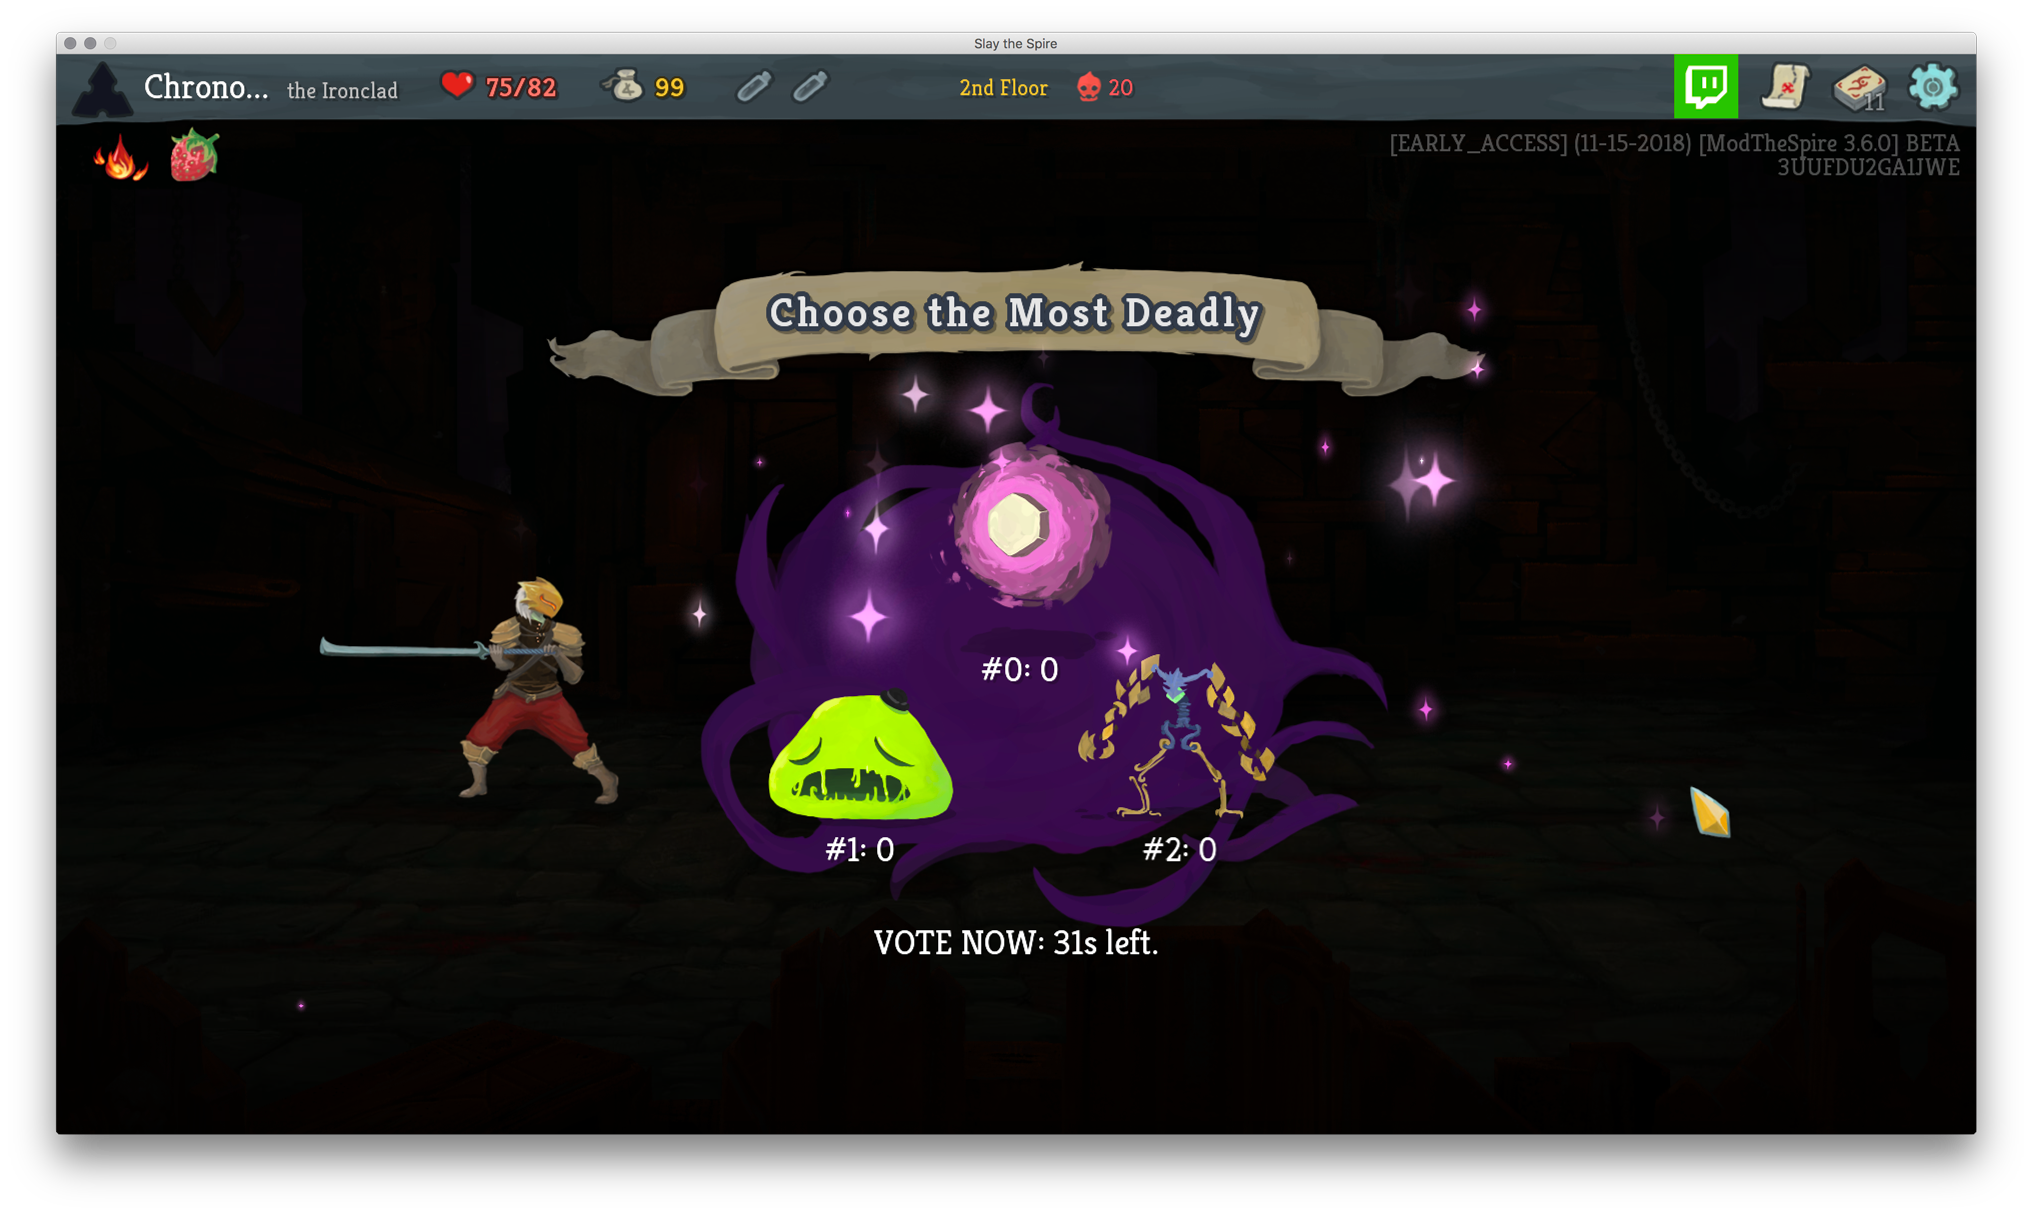 Slay the Spire
Chrono... the Ironclad 75/82 99 2nd Floor 20 11
[EARLY_ACCESS] (11-15-2018) [ModTheSpire 3.6.0] BETA
3UUFDU2GA1JWE
Choose the Most Deadly
#0: 0
#1: 0 #2: 0
VOTE NOW: 31s left.